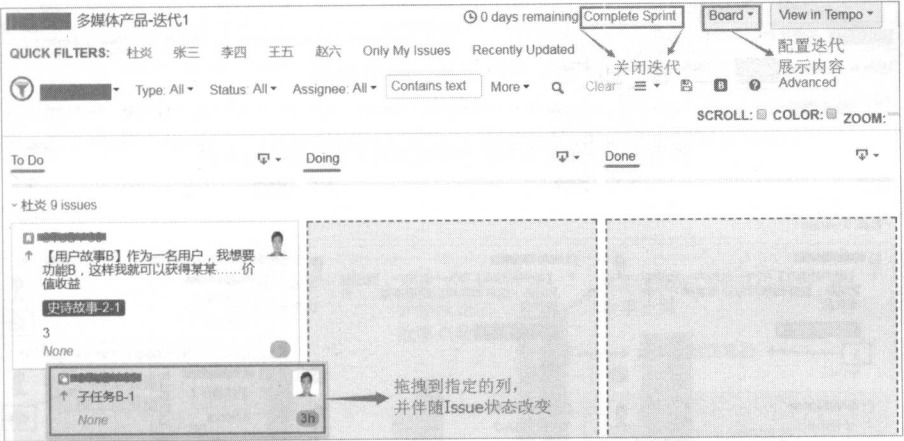 多媒体产品-迭代1
0 days remaining Complete Sprint Board View in Tempo
QUICK FILTERS: 杜炎 张三 李四 王五 赵六 Only My Issues Recently Updated
关闭迭代
配置迭代
展示内容
Type: All Status: All Assignee: All Contains text More Clear B ? Advanced
SCROLL: COLOR: ZOOM:
To Do Doing Done
杜炎 9 issues
【用户故事B】作为一名用户，我想要
功能B，这样我就可以获得某某……价
值收益
史诗故事-2-1
3
None
子任务B-1
None 3h
拖拽到指定的列，
并伴随Issue状态改变